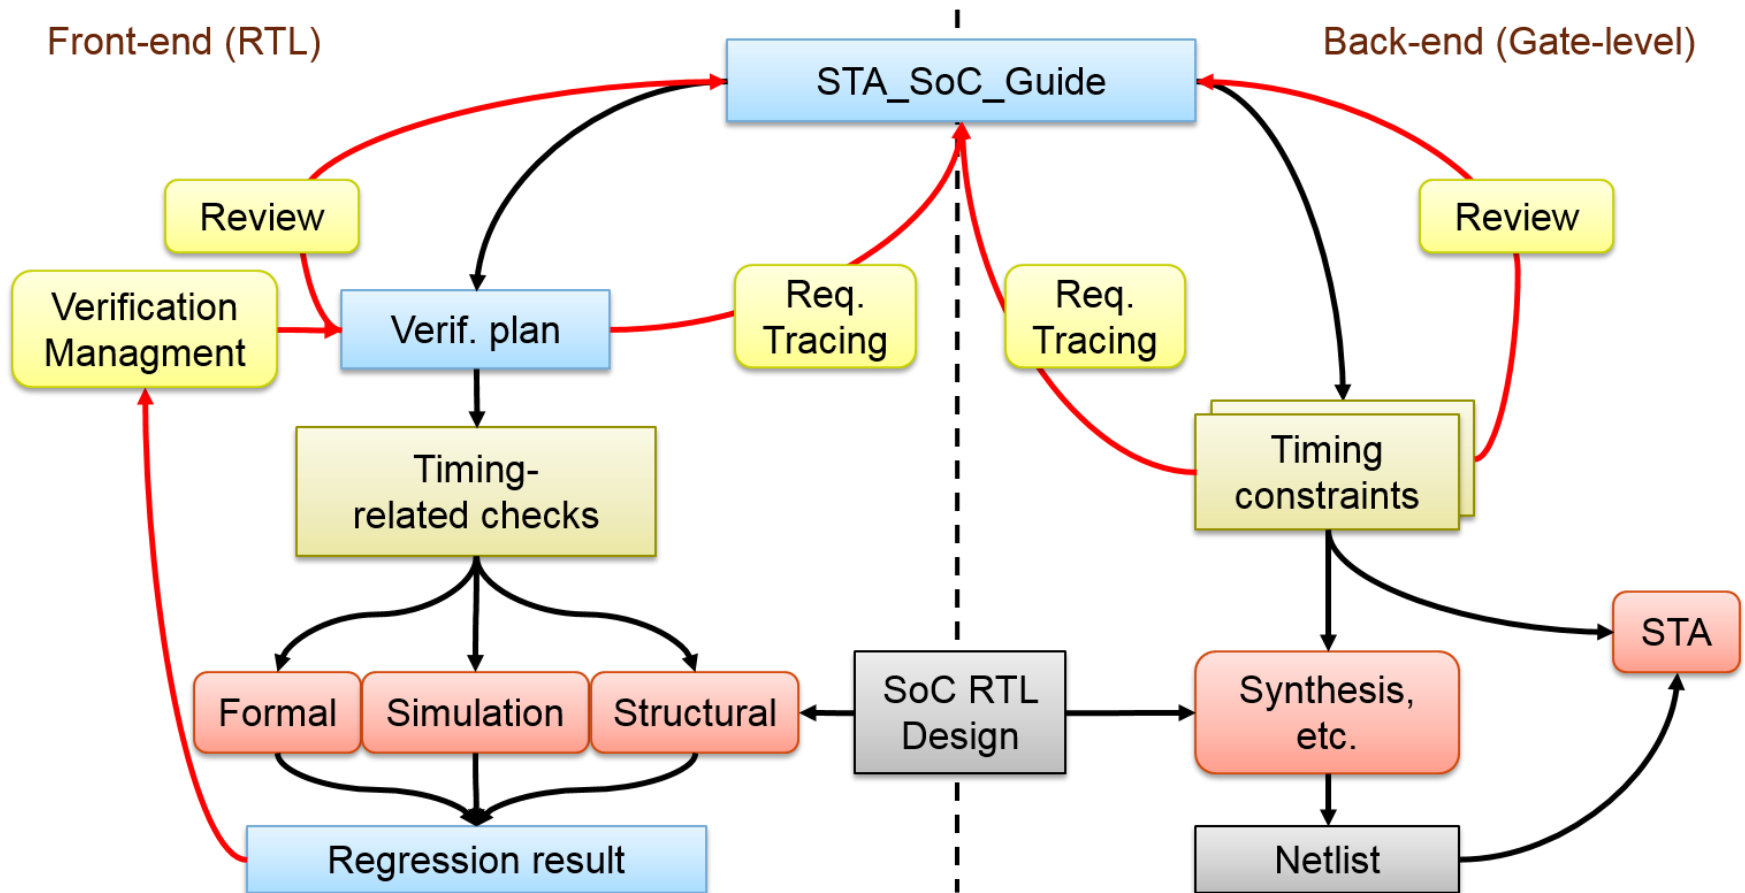 Front-end (RTL)
Back-end (Gate-level)
STA_SoC_Guide
Review
Review
Verification
Managment
Verif. plan
Req.
Tracing
Req.
Tracing
Timing-
related checks
Timing
constraints
STA
Formal
Simulation
Structural
SoC RTL
Design
Synthesis,
etc.
Regression result
Netlist